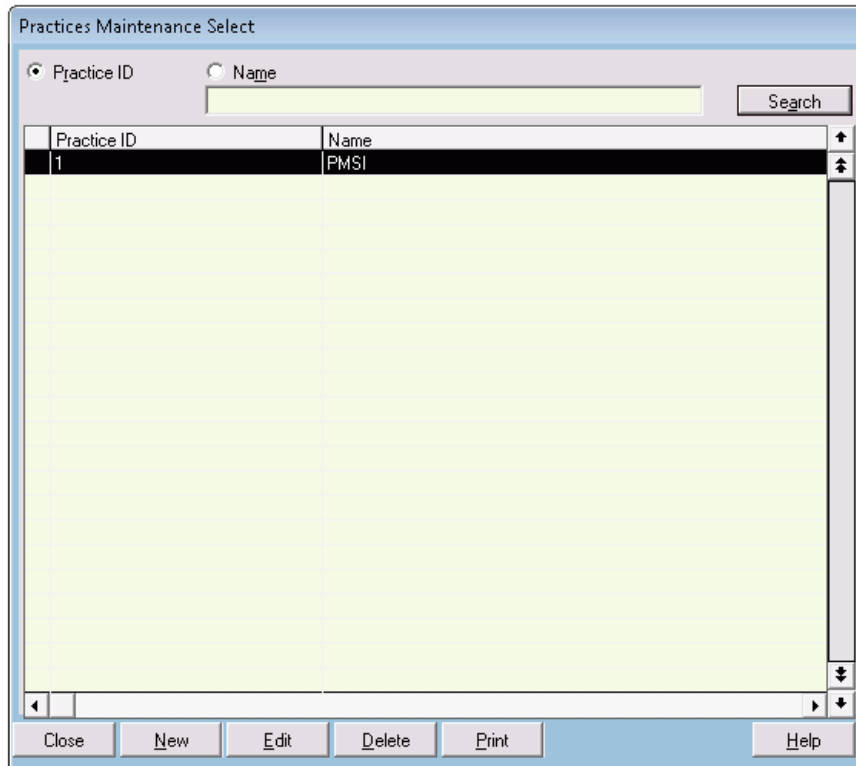 Practices Maintenance Select
Practice ID Name
Search
Practice ID Name
1 PMSI
Close New Edit Delete Print Help